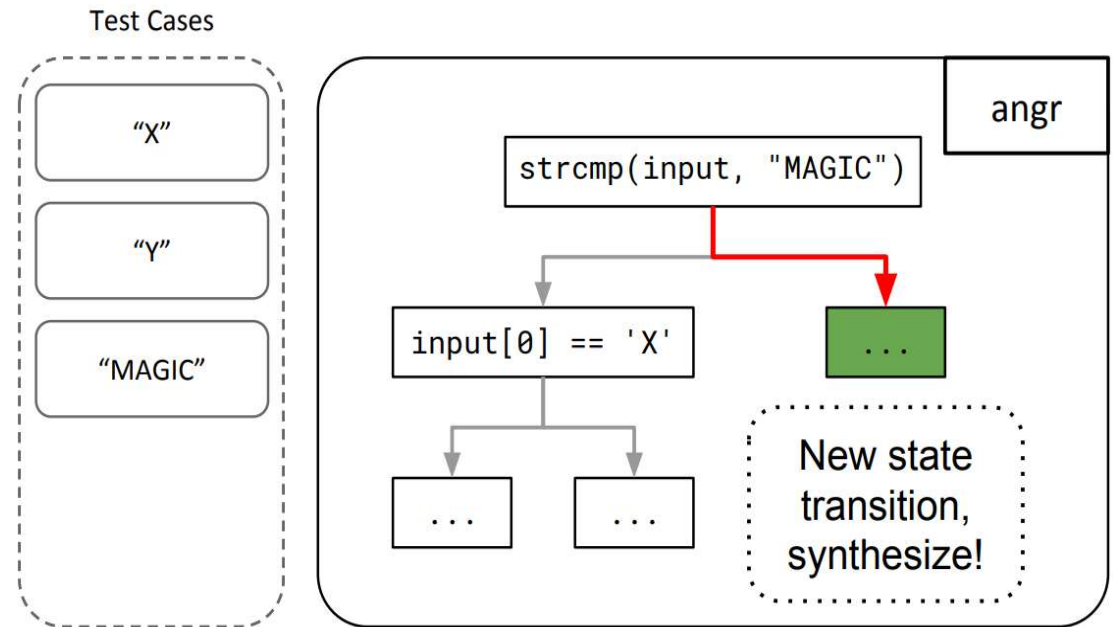 Test Cases
“X”
“Y”
“MAGIC”
angr
strcmp(input, "MAGIC")
input[0] == 'X'
...
...
...
New state
transition,
synthesize!